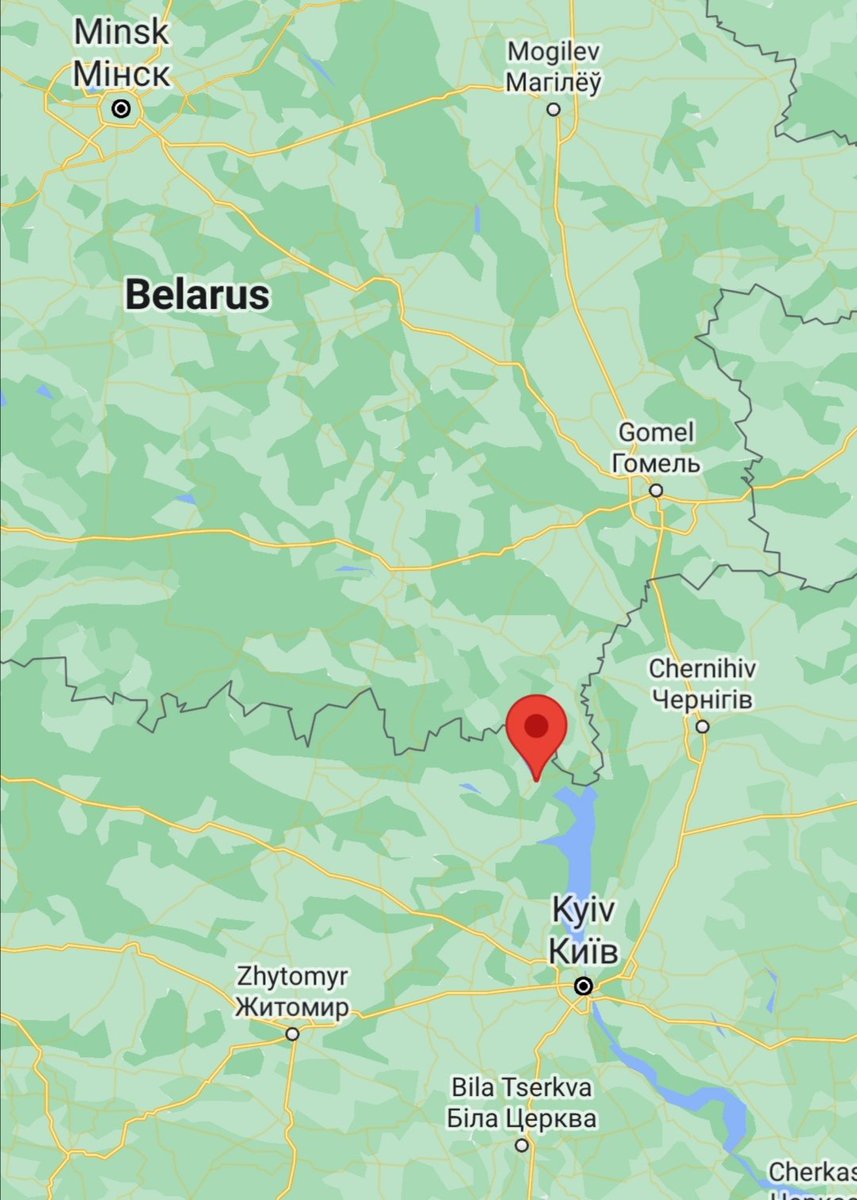 Minsk
Мінск
Mogilev
Магілёў
Belarus
Gomel
Гомель
Chernihiv
Чернігів
Kyiv
Київ
Zhytomyr
Житомир
Bila Tserkva
Біла Церква
Cherkas